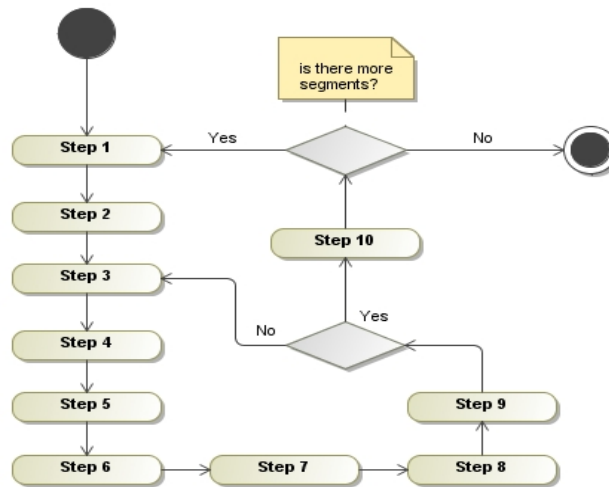 is there more
segments?
Step 1
Yes
No
Step 2
Step 10
Step 3
No
Yes
Step 4
Step 5
Step 9
Step 6
Step 7
Step 8